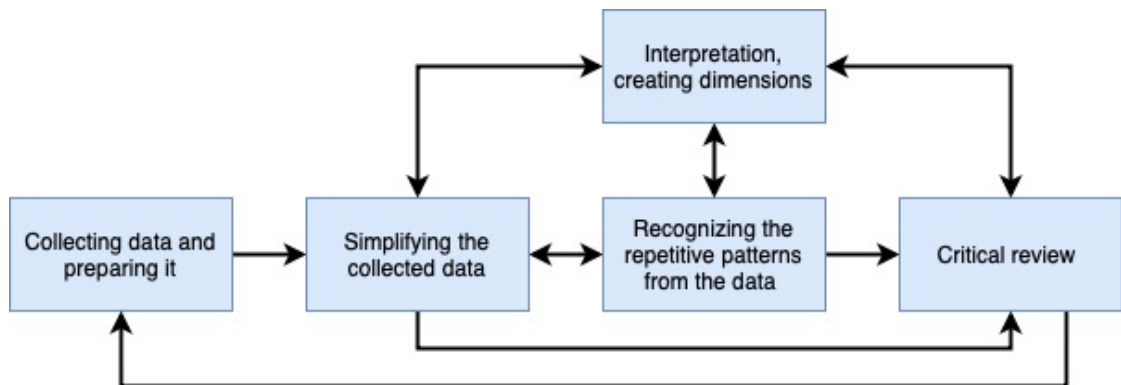 Interpretation,
creating dimensions
Collecting data and
preparing it
Simplifying the
collected data
Recognizing the
repetitive patterns
from the data
Critical review